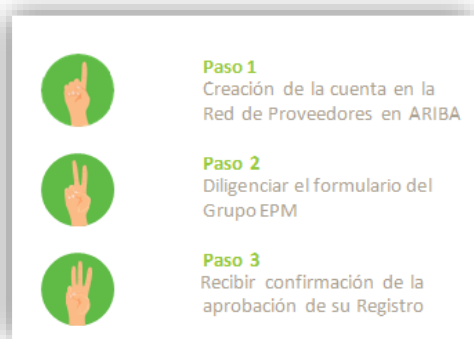 Paso 1
Creación de la cuenta en la
Red de Proveedores en ARIBA
Paso 2
Diligenciar el formulario del
Grupo EPM
Paso 3
Recibir confirmación de la
aprobación de su Registro